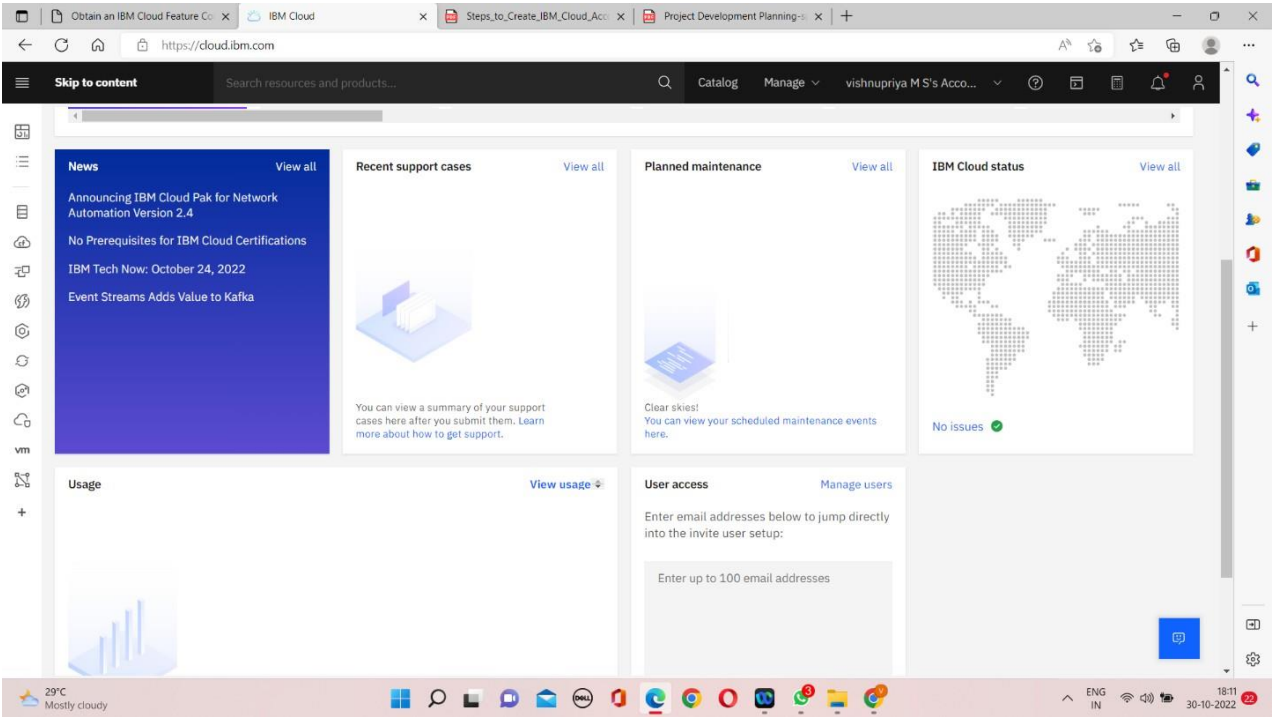 Obtain an IBM Cloud Feature Co
IBM Cloud
Steps_to_Create_IBM_Cloud_Acc
Project Development Planning-s
https://cloud.ibm.com
Skip to content
Search resources and products...
Catalog
Manage
vishnupriya M S's Acco...
News
View all
Announcing IBM Cloud Pak for Network
Automation Version 2.4
No Prerequisites for IBM Cloud Certifications
IBM Tech Now: October 24, 2022
Event Streams Adds Value to Kafka
Recent support cases
View all
You can view a summary of your support
cases here after you submit them. Learn
more about how to get support.
Planned maintenance
View all
Clear skies!
You can view your scheduled maintenance events
here.
IBM Cloud status
View all
No issues
vm
Usage
View usage
User access
Manage users
Enter email addresses below to jump directly
into the invite user setup:
Enter up to 100 email addresses
29°C
Mostly cloudy
DELL
3
ENG
IN
18:11
30-10-2022
22